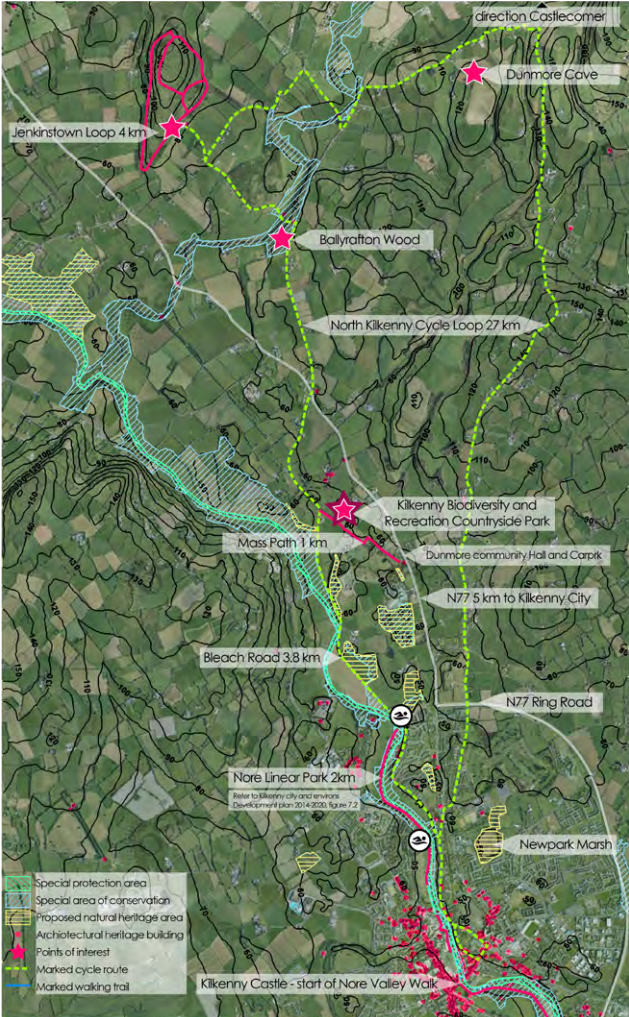 direction Castlecomer
Dunmore Cave
Jenkinstown Loop 4 km
Ballyrafton Wood
North Kilkenny Cycle Loop 27 km
Kilkenny Biodiversity and
Recreation Countryside Park
Mass Path 1 km
Dunmore community Hall and Carprk
N77 5 km to Kilkenny City
Bleach Road 3.8 km
N77 Ring Road
Nore Linear Park 2km
Refer to Kilkenny city and environs
Development plan 2014-2020, figure 7.2
Newpark Marsh
Special protection area
Special area of conservation
Proposed natural heritage area
Archiotectural heritage building
Points of interest
Marked cycle route
Marked walking trail
Kilkenny Castle - start of Nore Valley Walk